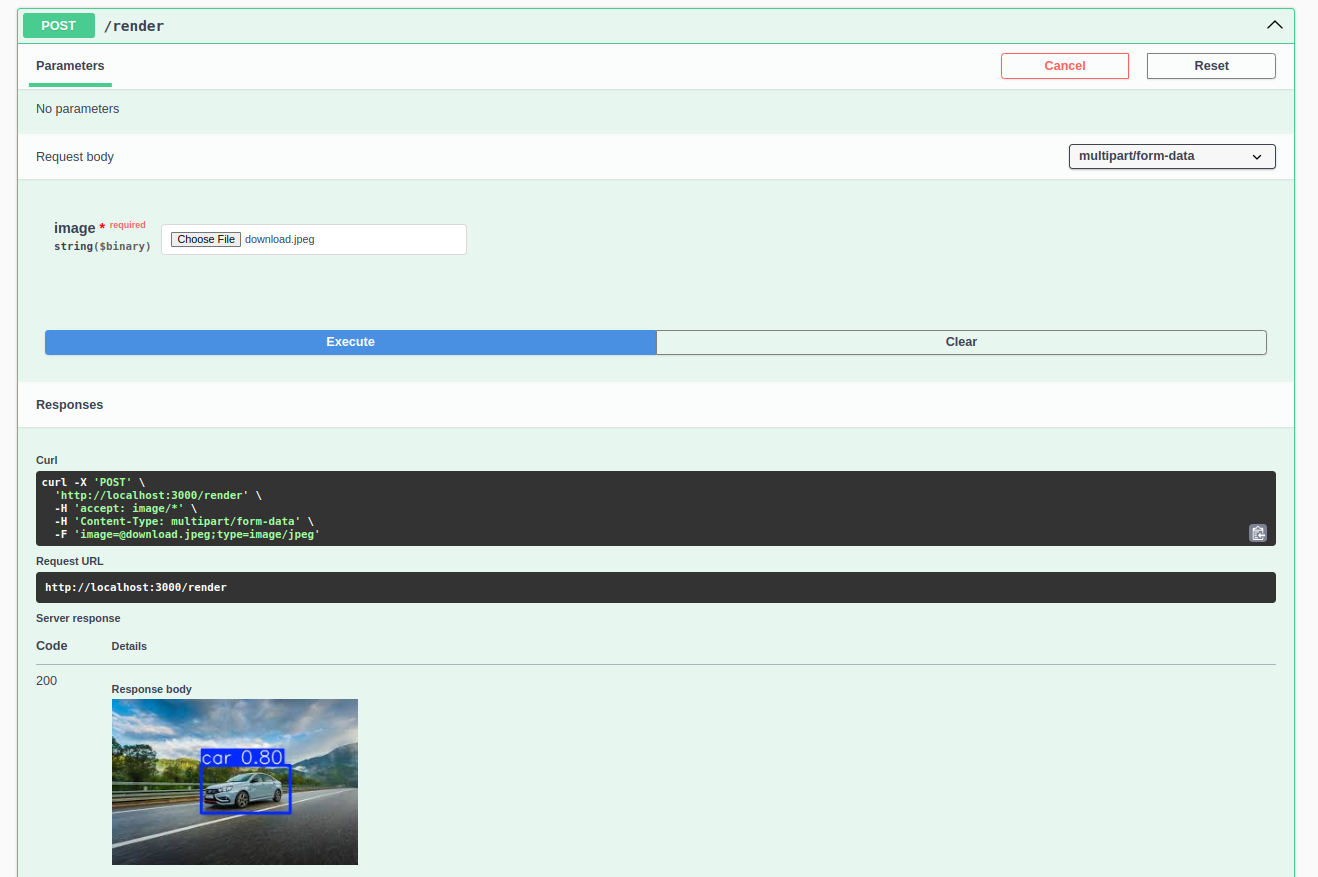 POST /render
Parameters
Cancel
Reset
No parameters
Request body
multipart/form-data
image * required
string($binary)
Choose File download.jpeg
Execute
Clear
Responses
Curl
curl -X 'POST' \
  'http://localhost:3000/render' \
  -H 'accept: image/*' \
  -H 'Content-Type: multipart/form-data' \
  -F 'image=@download.jpeg;type=image/jpeg'
Request URL
http://localhost:3000/render
Server response
Code Details
200
Response body
car 0.80